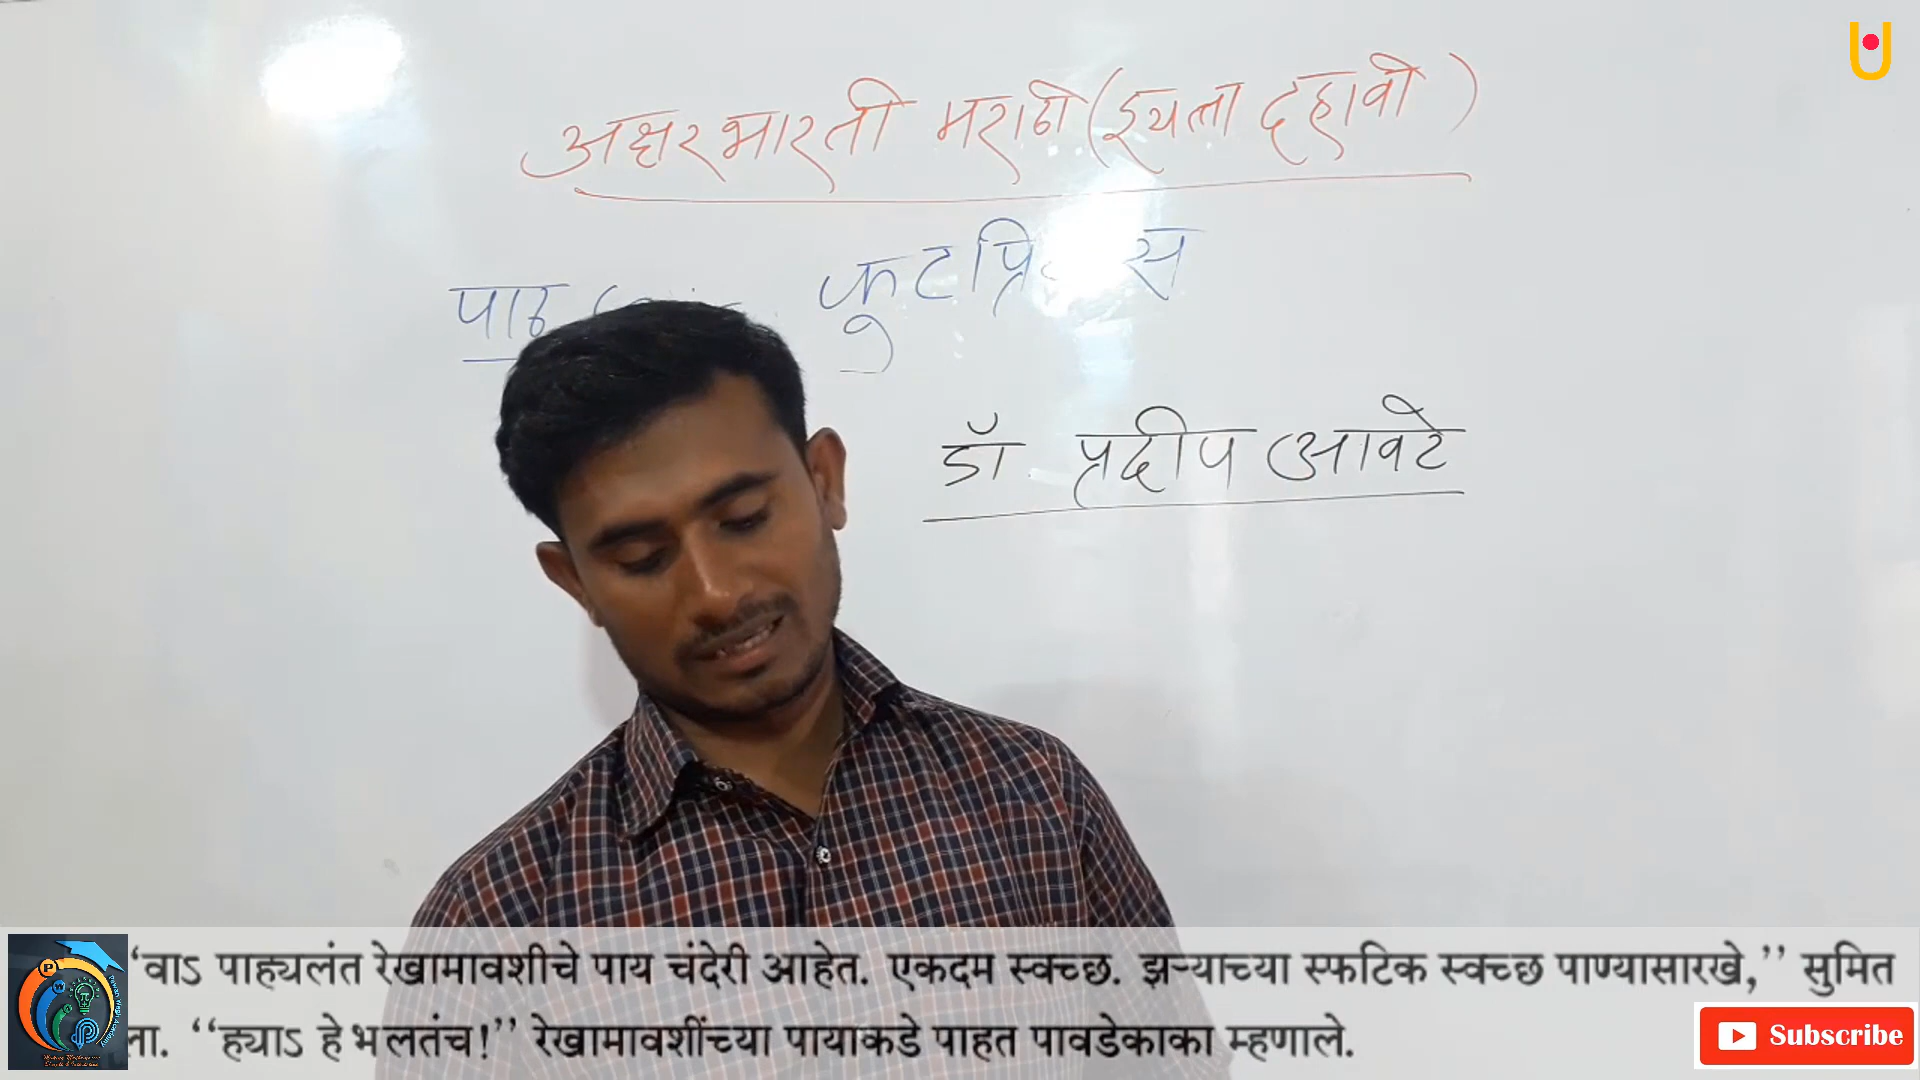 अक्षरभारती मराठी (इयत्ता दहावी)
पाठ फूटप्रिंटस
डॉ. प्रदीप आवटे
‘वाऽ पाह्यलंत रेखामावशीचे पाय चंदेरी आहेत. एकदम स्वच्छ. झऱ्याच्या स्फटिक स्वच्छ पाण्यासारखे,’’ सुमित
ला. ‘‘ह्याऽ हे भलतंच!’’ रेखामावशींच्या पायाकडे पाहत पावडेकाका म्हणाले.
Subscribe